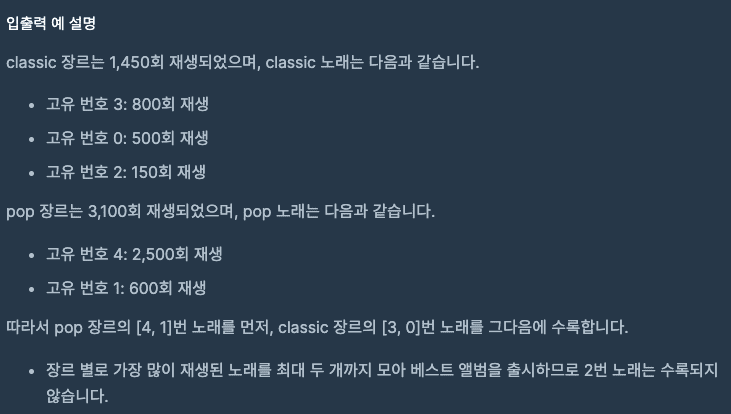 입출력 예 설명
classic 장르는 1,450회 재생되었으며, classic 노래는 다음과 같습니다.
• 고유 번호 3: 800회 재생
• 고유 번호 0: 500회 재생
• 고유 번호 2: 150회 재생
pop 장르는 3,100회 재생되었으며, pop 노래는 다음과 같습니다.
• 고유 번호 4: 2,500회 재생
• 고유 번호 1: 600회 재생
따라서 pop 장르의 [4, 1]번 노래를 먼저, classic 장르의 [3, 0]번 노래를 그다음에 수록합니다.
• 장르 별로 가장 많이 재생된 노래를 최대 두 개까지 모아 베스트 앨범을 출시하므로 2번 노래는 수록되지
않습니다.